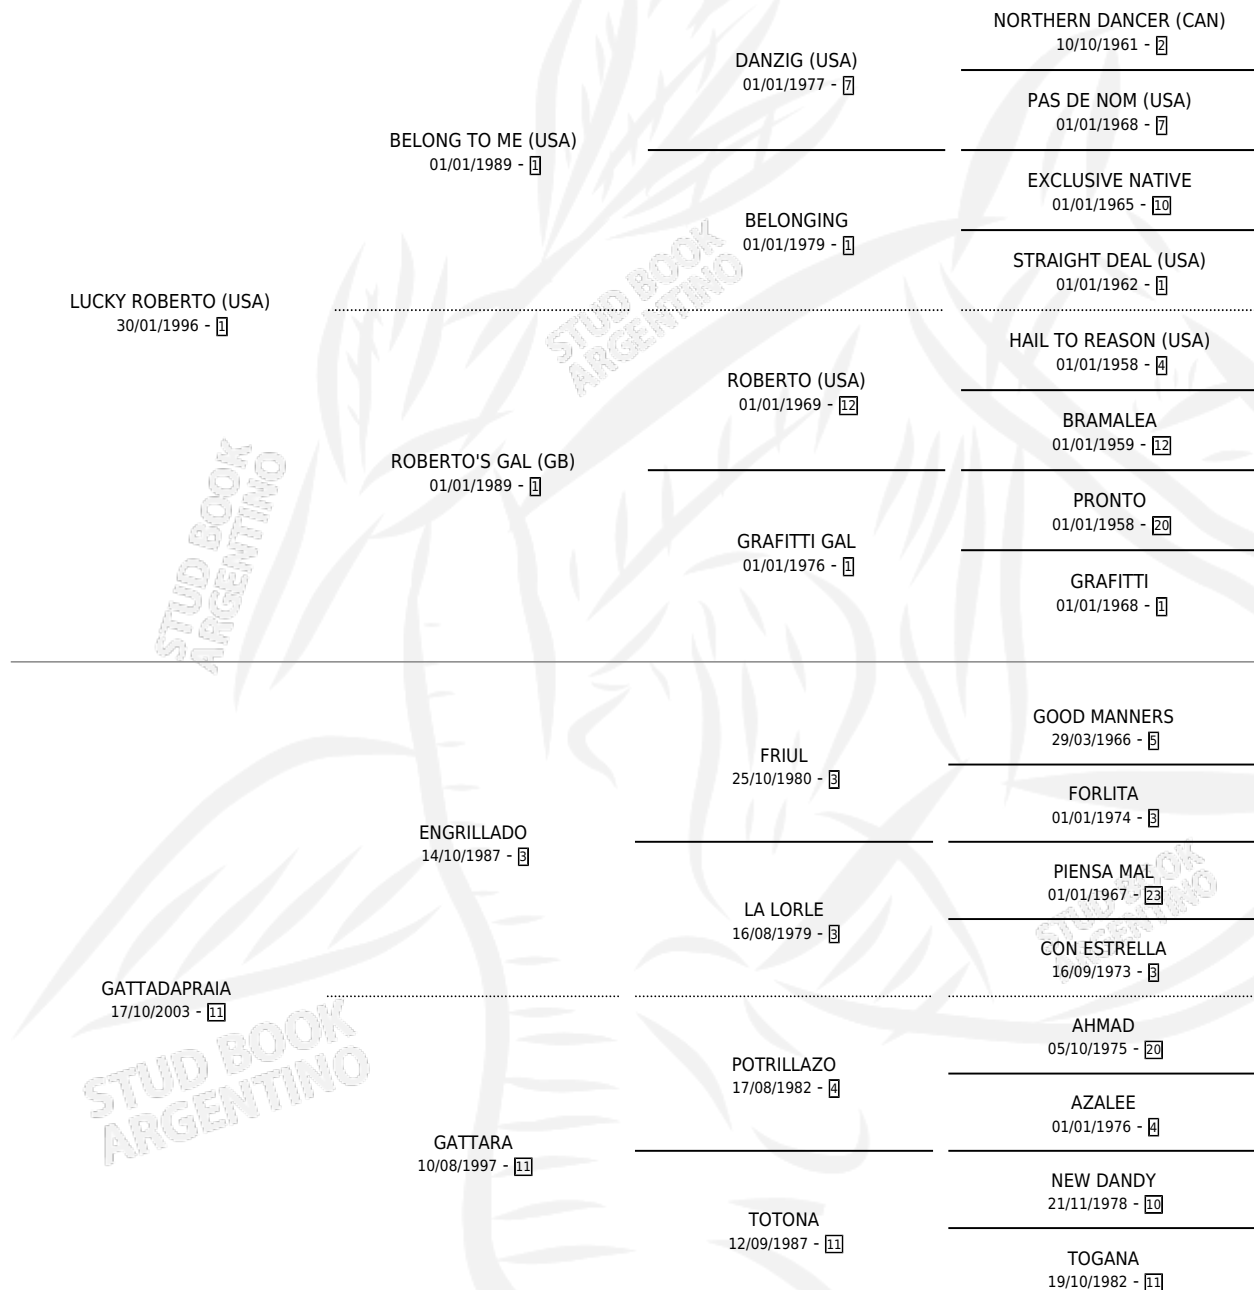 NORTHERN DANCER (CAN)
10/10/1961 - 2
DANZIG (USA)
01/01/1977 - 7
PAS DE NOM (USA)
01/01/1968 - 7
BELONG TO ME (USA)
01/01/1989 - 1
EXCLUSIVE NATIVE
01/01/1965 - 10
BELONGING
01/01/1979 - 1
STRAIGHT DEAL (USA)
01/01/1962 - 1
LUCKY ROBERTO (USA)
30/01/1996 - 1
STUD BOOK
ARGENTINO
HAIL TO REASON (USA)
01/01/1958 - 4
ROBERTO (USA)
01/01/1969 - 12
BRAMALEA
01/01/1959 - 12
ROBERTO'S GAL (GB)
01/01/1989 - 1
PRONTO
01/01/1958 - 20
GRAFITTI GAL
01/01/1976 - 1
GRAFITTI
01/01/1968 - 1
STUD BOOK
ARGENTINO
GOOD MANNERS
29/03/1966 - 5
FRIUL
25/10/1980 - 3
FORLITA
01/01/1974 - 3
ENGRILLADO
14/10/1987 - 3
PIENSA MAL
01/01/1967 - 23
LA LORLE
16/08/1979 - 3
STUD BOOK
ARGENTINO
CON ESTRELLA
16/09/1973 - 3
GATTADAPRAIA
17/10/2003 - 11
AHMAD
05/10/1975 - 20
POTRILLAZO
17/08/1982 - 4
AZALEE
01/01/1976 - 4
STUD BOOK
ARGENTINO
GATTARA
10/08/1997 - 11
NEW DANDY
21/11/1978 - 10
TOTONA
12/09/1987 - 11
TOGANA
19/10/1982 - 11